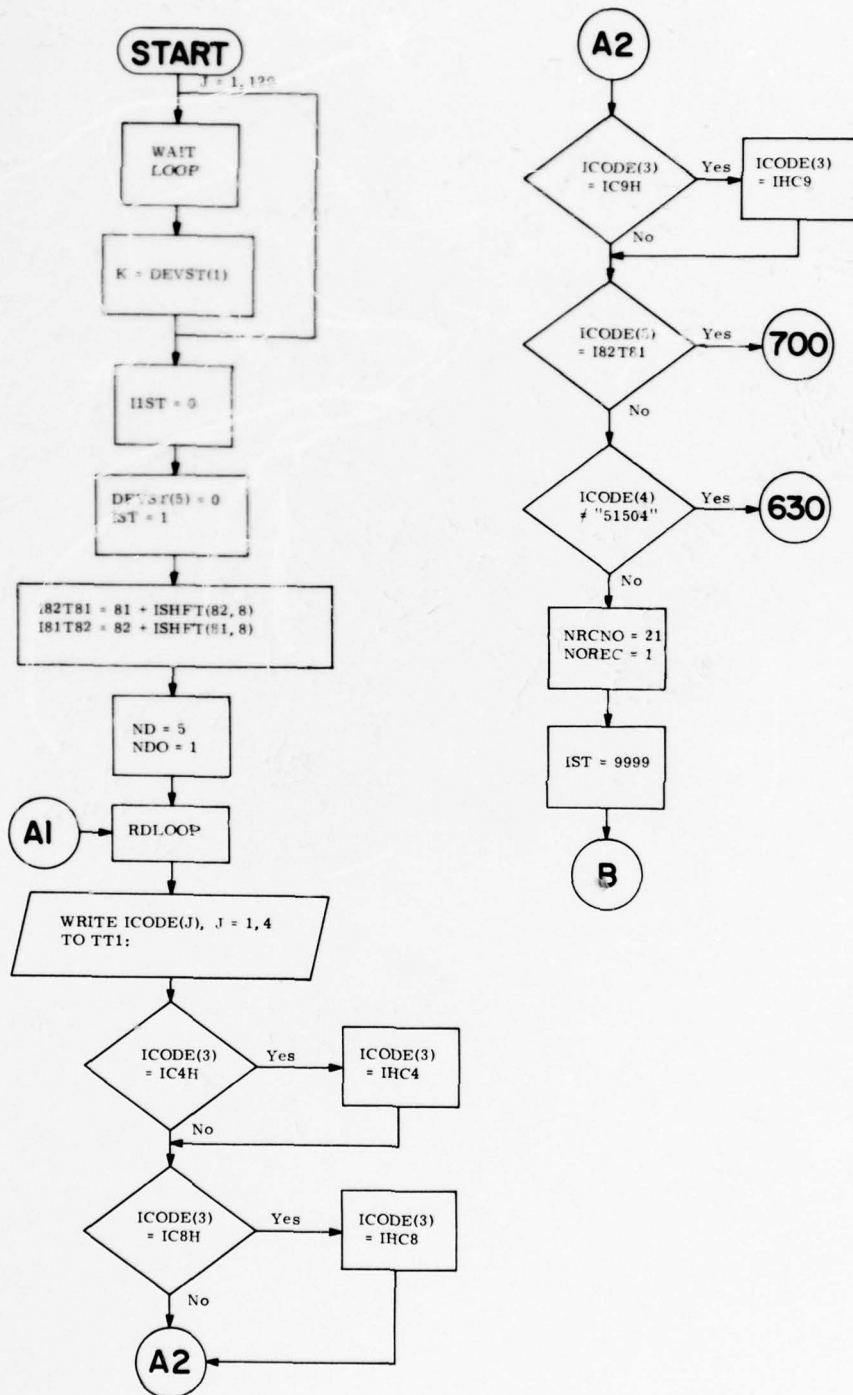 START
J = 1,
WAIT
LOOP
K = DEVST(1)
I1ST = 0
DEVST(5) = 0
IST = 1
I82T81 = 81 + ISHFT(82, 8)
I81T82 = 82 + ISHFT(81, 8)
ND = 5
NDO = 1
A1
RDLOOP
WRITE ICODE(J), J = 1, 4
TO TT1:
ICODE(3)
= IC4H
Yes
ICODE(3)
= IHC4
No
ICODE(3)
= IC8H
Yes
ICODE(3)
= IHC8
No
A2
A2
ICODE(3)
= IC9H
Yes
ICODE(3)
= IHC9
No
= I82T81
Yes
700
No
ICODE(4)
≠ "51504"
Yes
630
No
NRCNO = 21
NOREC = 1
IST = 9999
B